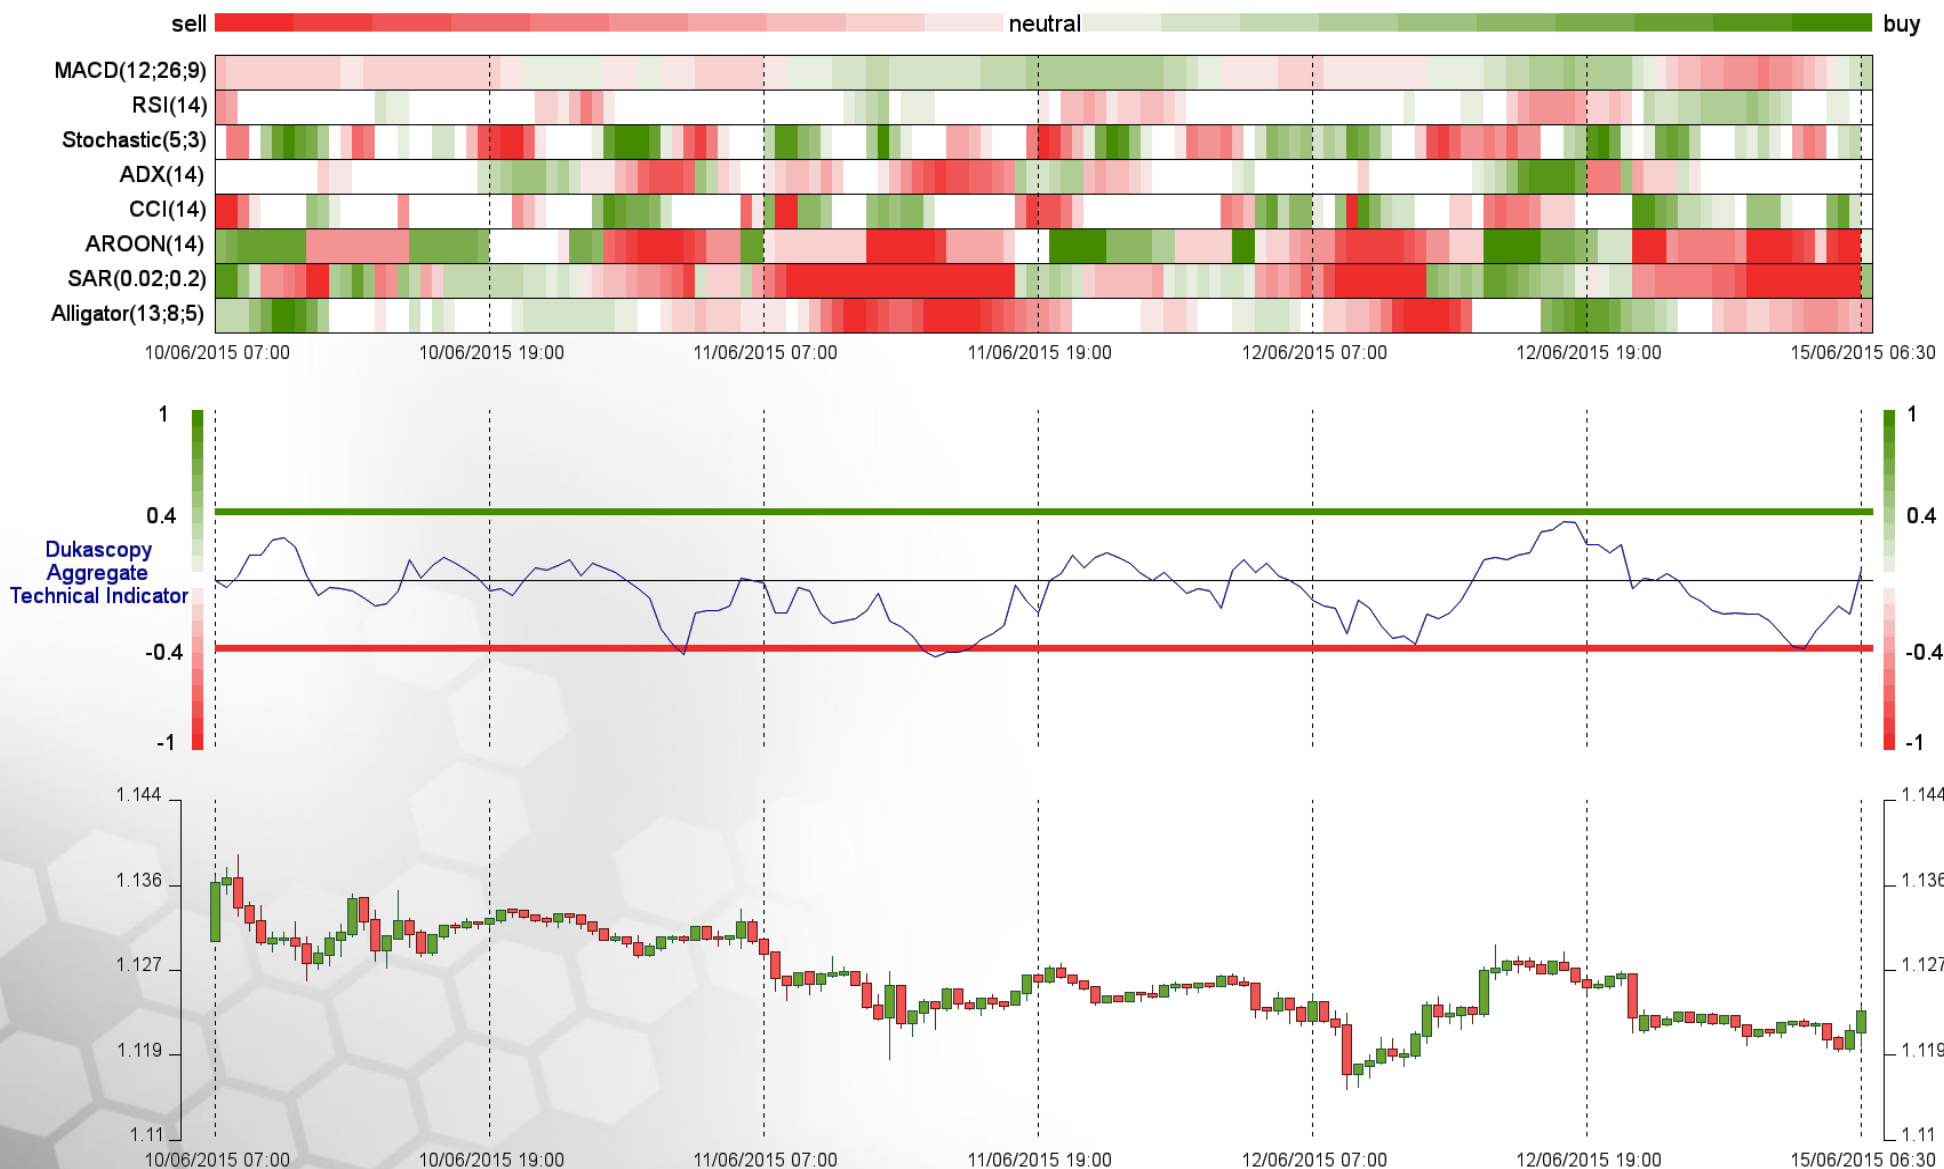 sell neutral buy
MACD(12;26;9)
RSI(14)
Stochastic(5;3)
ADX(14)
CCI(14)
AROON(14)
SAR(0.02;0.2)
Alligator(13;8;5)
10/06/2015 07:00 10/06/2015 19:00 11/06/2015 07:00 11/06/2015 19:00 12/06/2015 07:00 12/06/2015 19:00 15/06/2015 06:30
1 1
0.4 0.4
Dukascopy
Aggregate
Technical Indicator
-0.4 -0.4
-1 -1
1.144 1.144
1.136 1.136
1.127 1.127
1.119 1.119
1.11 1.11
10/06/2015 07:00 10/06/2015 19:00 11/06/2015 07:00 11/06/2015 19:00 12/06/2015 07:00 12/06/2015 19:00 15/06/2015 06:30